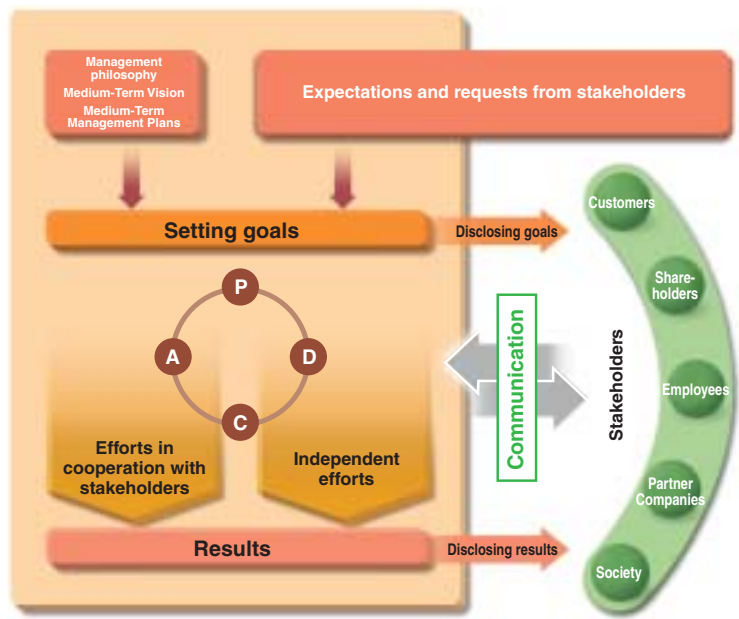 Management
philosophy
Medium-Term Vision
Medium-Term
Management Plans
Expectations and requests from stakeholders
Setting goals
Disclosing goals
P
A
D
C
Efforts in
cooperation with
stakeholders
Independent
efforts
Results
Disclosing results
Communication
Stakeholders
Customers
Share-
holders
Employees
Partner
Companies
Society